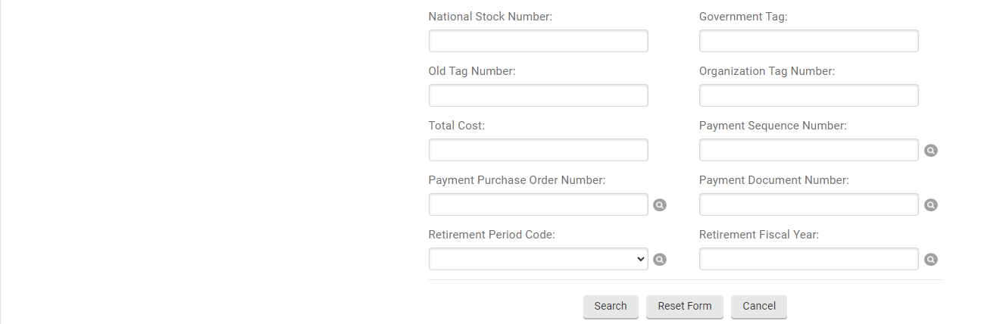 National Stock Number:
Government Tag:
Old Tag Number:
Organization Tag Number:
Total Cost:
Payment Sequence Number:
Payment Purchase Order Number:
Payment Document Number:
Retirement Period Code:
Retirement Fiscal Year:
Search
Reset Form
Cancel